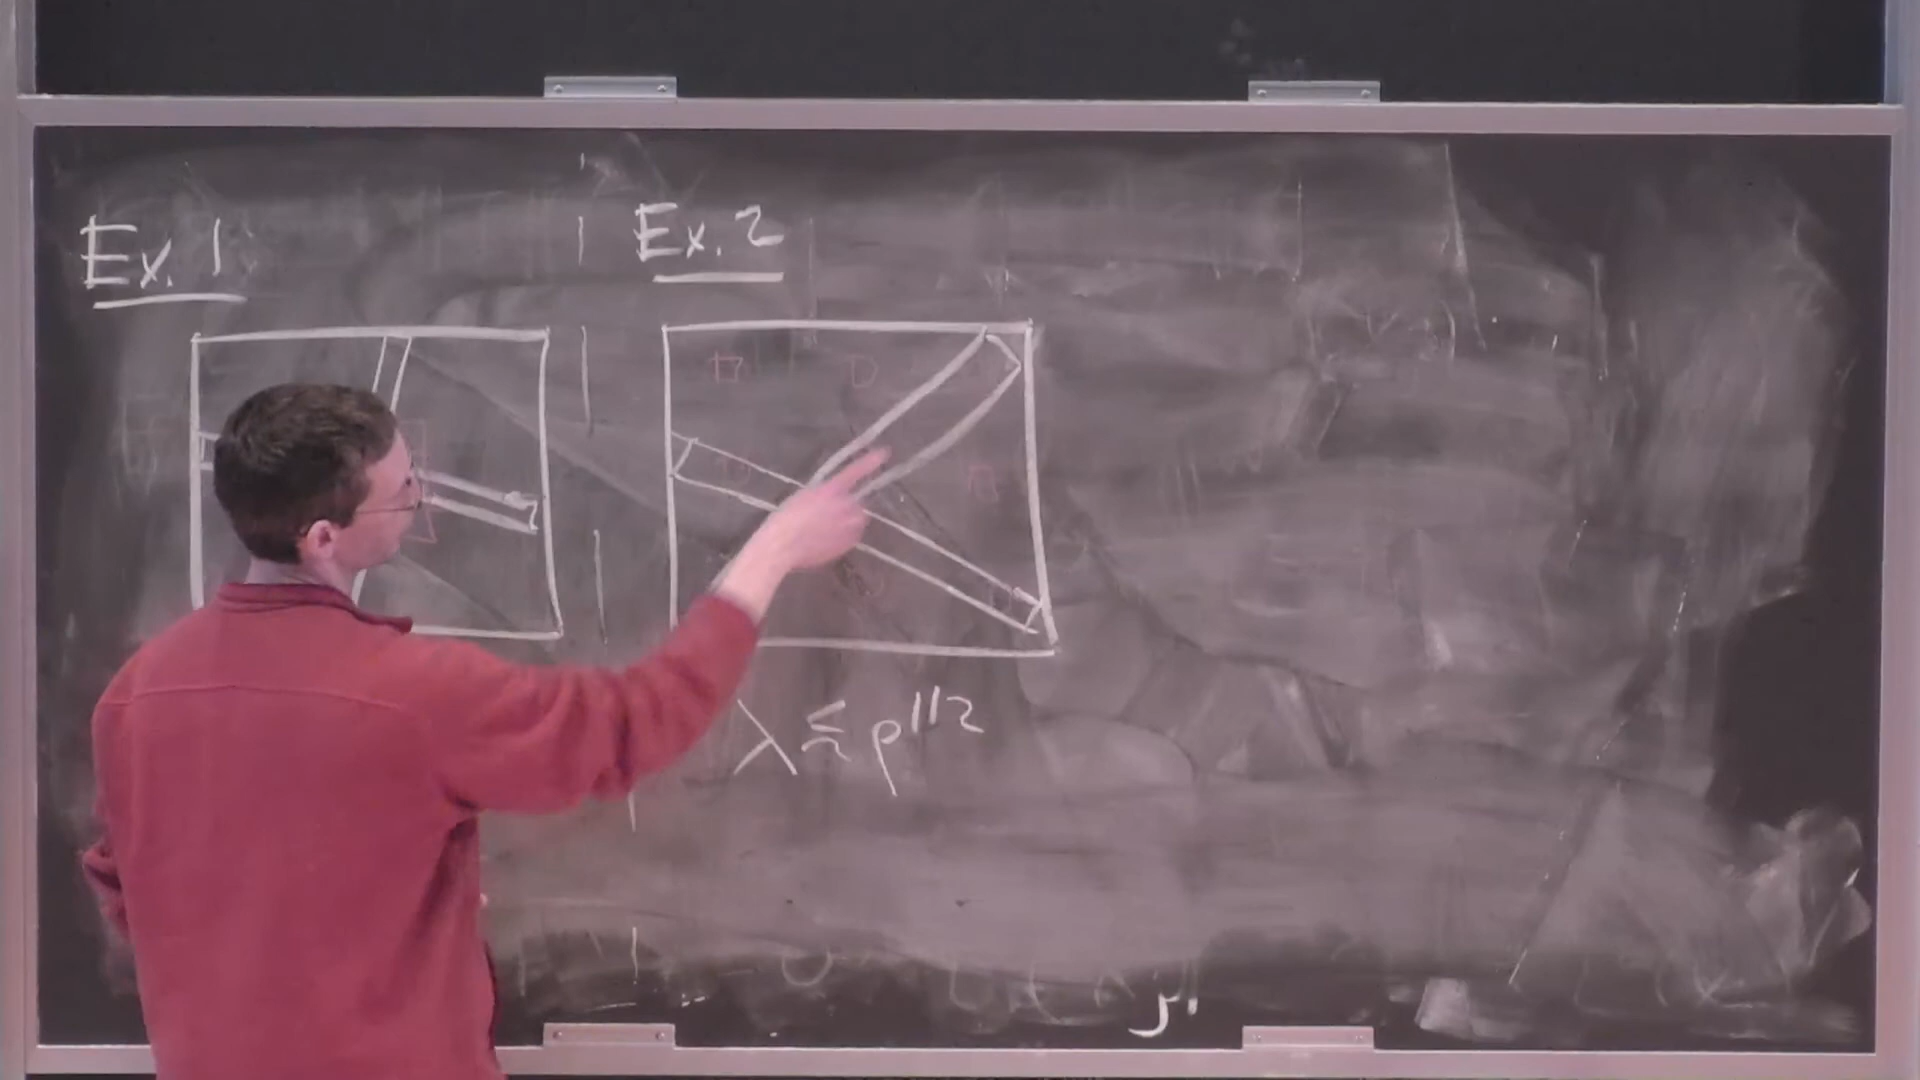 Ex. 1
Ex. 2
λ ≲ p^{1/2}